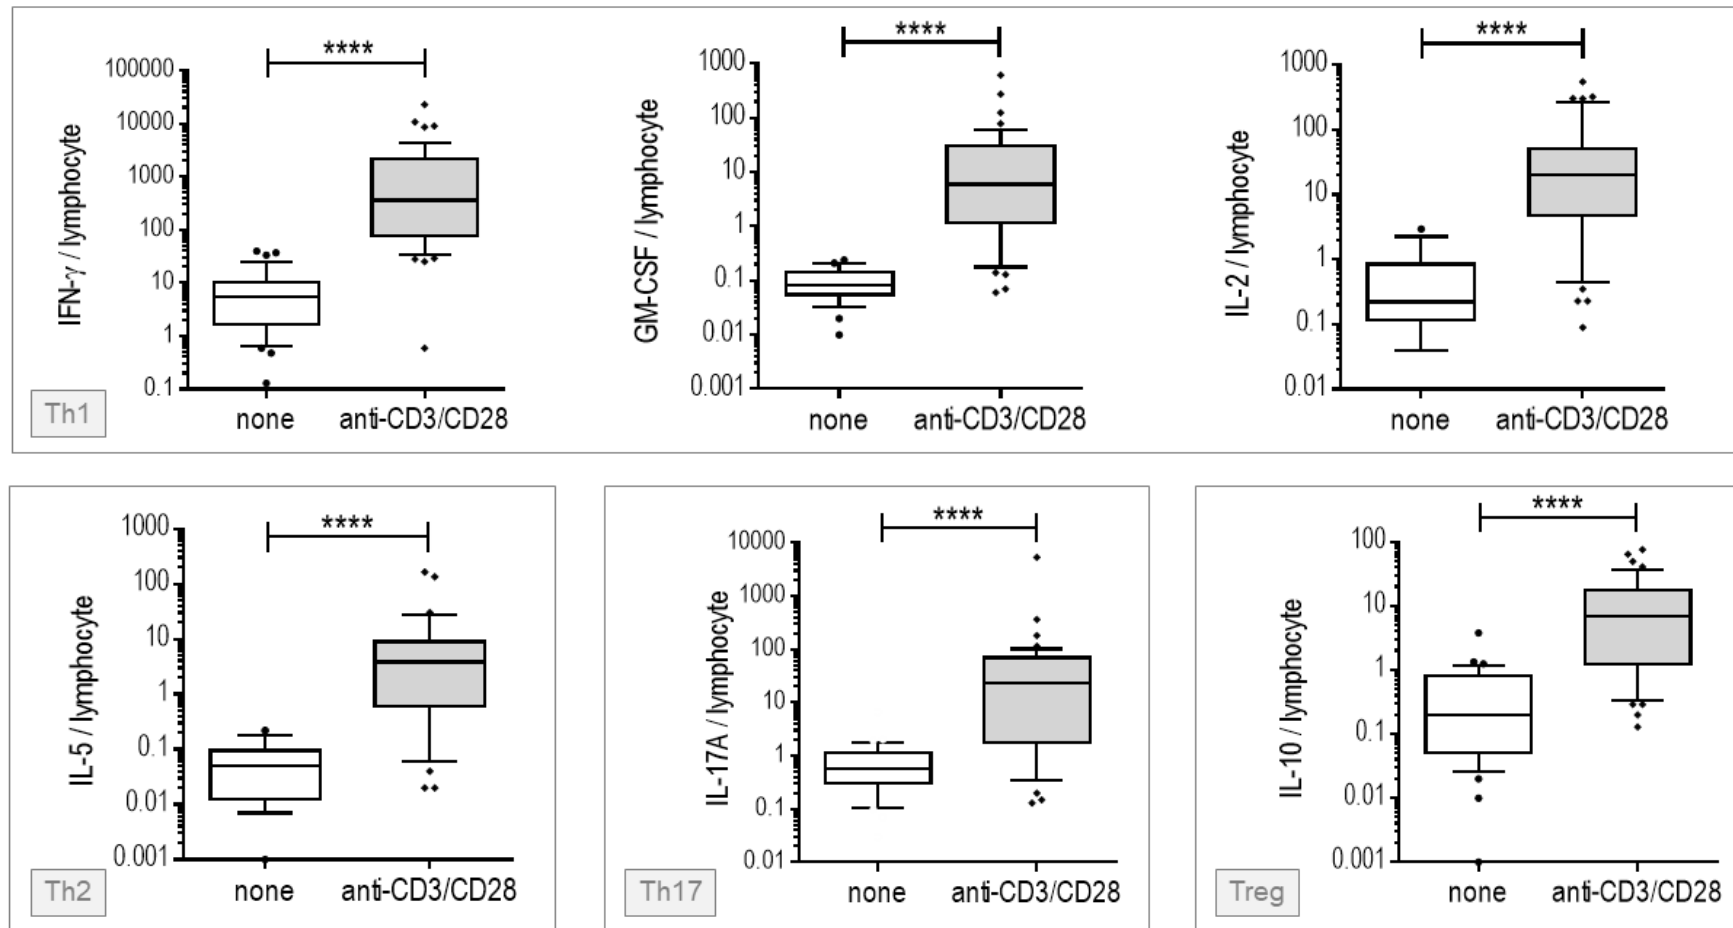 ****
IFN-γ / lymphocyte
100000
10000
1000
100
10
1
0.1
none
anti-CD3/CD28
Th1
****
GM-CSF / lymphocyte
1000
100
10
1
0.1
0.01
0.001
none
anti-CD3/CD28
****
IL-2 / lymphocyte
1000
100
10
1
0.1
0.01
none
anti-CD3/CD28
****
IL-5 / lymphocyte
1000
100
10
1
0.1
0.01
0.001
none
anti-CD3/CD28
Th2
****
IL-17A / lymphocyte
10000
1000
100
10
1
0.1
0.01
none
anti-CD3/CD28
Th17
****
IL-10 / lymphocyte
100
10
1
0.1
0.01
0.001
none
anti-CD3/CD28
Treg